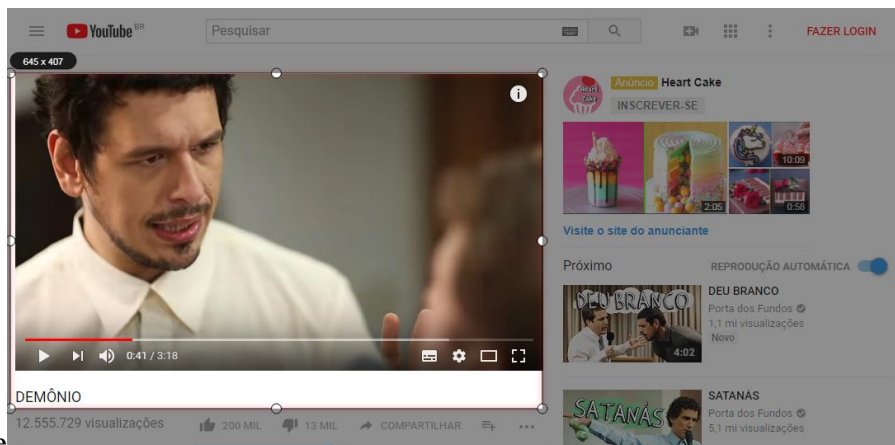 YouTube BR
Pesquisar
FAZER LOGIN
645 x 407
i
Heart Cake
Anúncio Heart Cake
INSCREVER-SE
10:09
2:05
0:58
Visite o site do anunciante
0:41 / 3:18
Próximo
REPRODUÇÃO AUTOMÁTICA
DEU BRANCO
4:02
DEU BRANCO
Porta dos Fundos
1,1 mi visualizações
Novo
DEMÔNIO
12.555.729 visualizações
200 MIL
13 MIL
COMPARTILHAR
SATANÁS
SATANÁS
Porta dos Fundos
5,1 mi visualizações
e